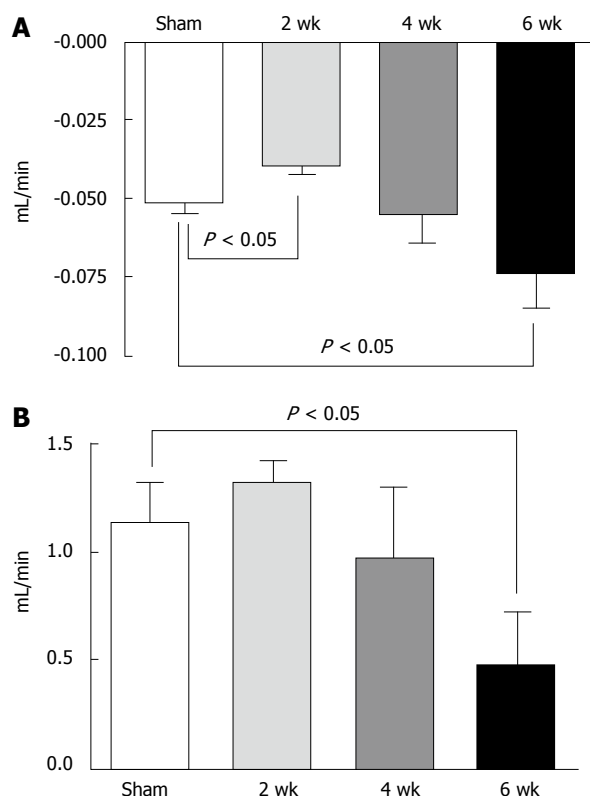 A
Sham 2 wk 4 wk 6 wk
-0.000
-0.025
-0.050
-0.075
-0.100
mL/min
P < 0.05
P < 0.05
B
P < 0.05
1.5
1.0
0.5
0.0
mL/min
Sham 2 wk 4 wk 6 wk